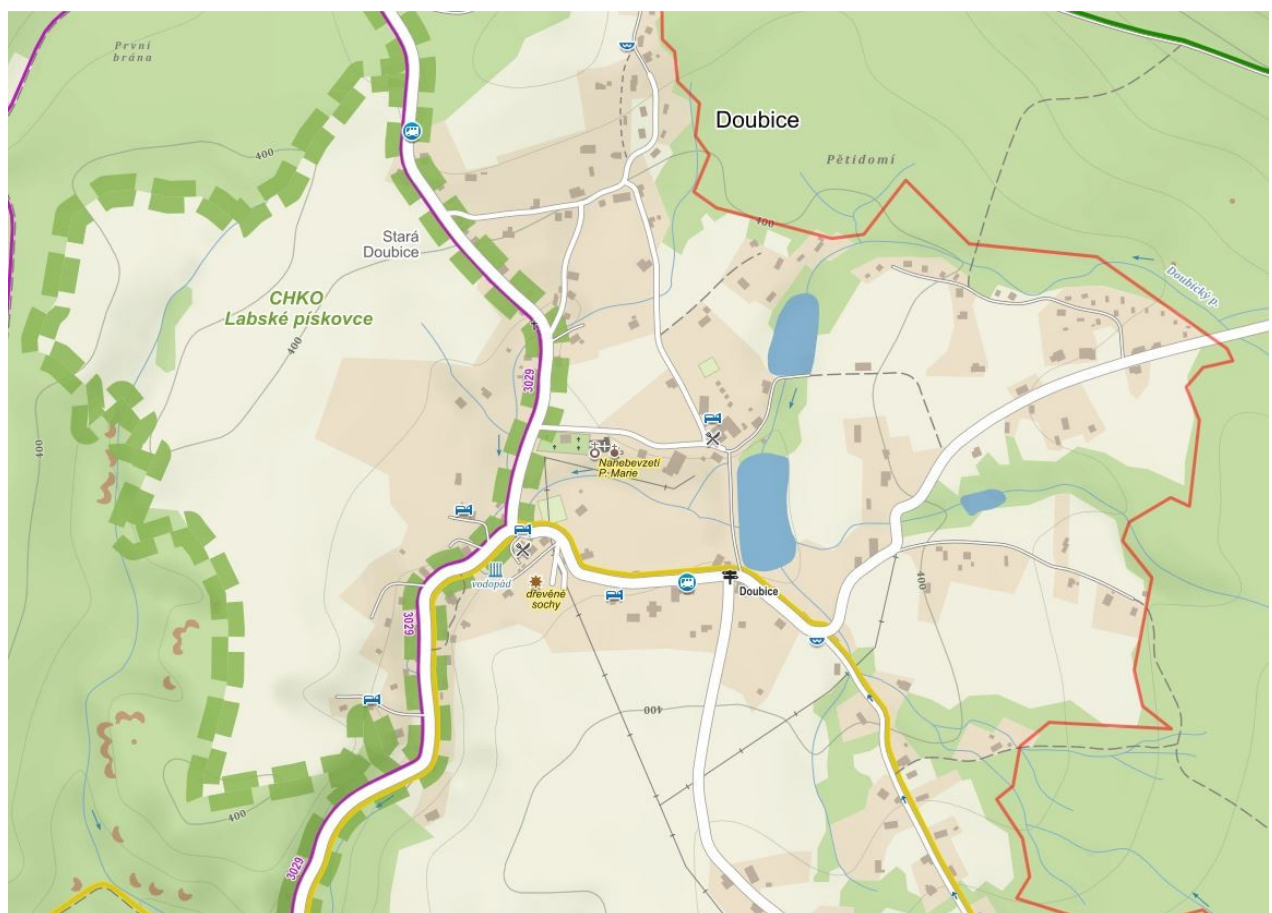 První
brána
Doubice
Pětidomí
400
400
Stará
Doubice
Doubický p.
CHKO
Labské pískovce
400
3029
400
Nanebevzetí
P. Marie
vodopád
dřevěné
sochy
Doubice
400
3029
400
400
3029